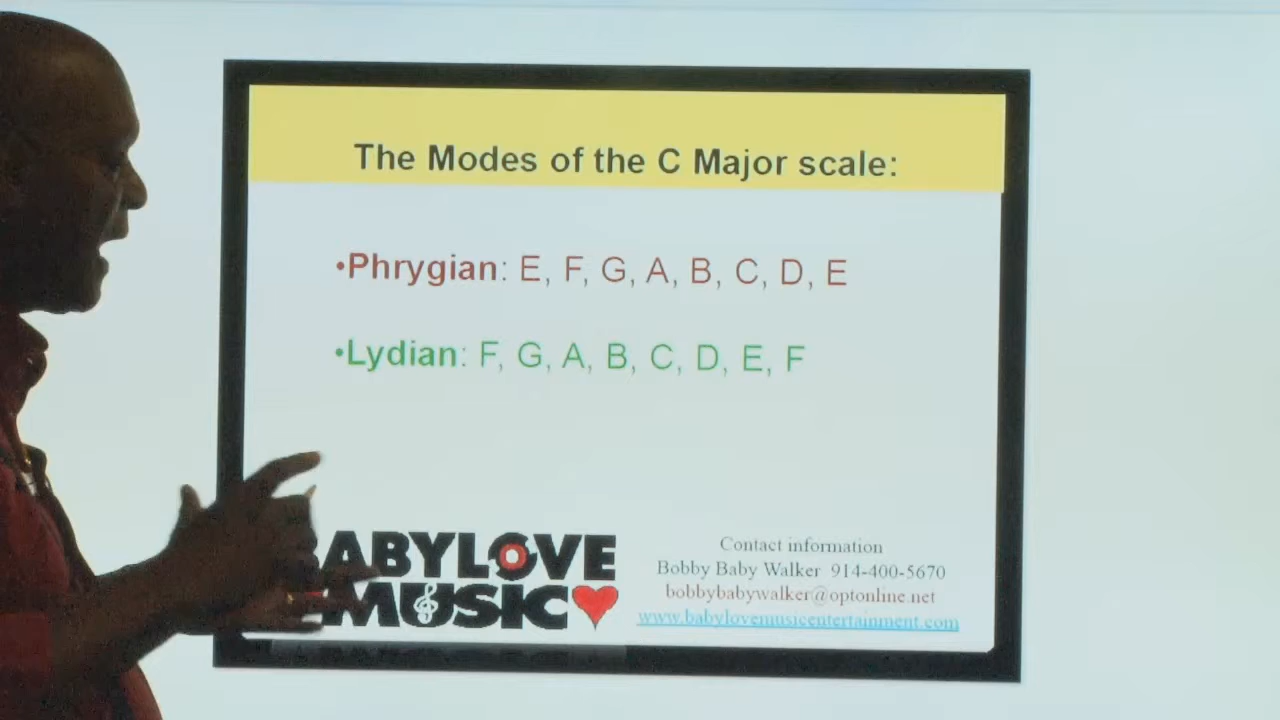 The Modes of the C Major scale:
•Phrygian: E, F, G, A, B, C, D, E
•Lydian: F, G, A, B, C, D, E, F
BABYLOVE
MUSIC
Contact information
Bobby Baby Walker 914-400-5670
bobbybabywalker@optonline.net
www.babylovemusicentertainment.com